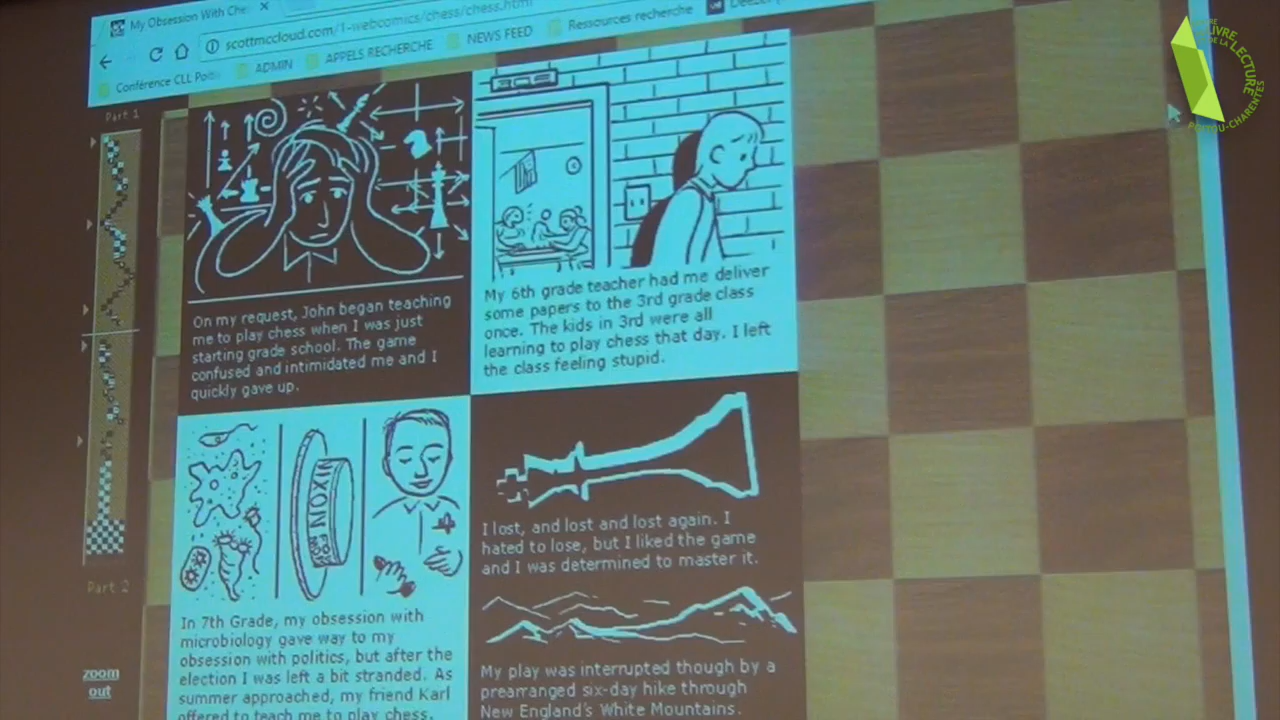 My Obsession With Che
scottmccloud.com/1-webcomics/chess/chess.html
Conférence CLL Poiti
ADMIN
APPELS RECHERCHE
NEWS FEED
Ressources recherche
Part 1
On my request, John began teaching
me to play chess when I was just
starting grade school. The game
confused and intimidated me and I
quickly gave up.
My 6th grade teacher had me deliver
some papers to the 3rd grade class
once. The kids in 3rd were all
learning to play chess that day. I left
the class feeling stupid.
NIXON
In 7th Grade, my obsession with
microbiology gave way to my
obsession with politics, but after the
election I was left a bit stranded. As
summer approached, my friend Karl
offered to teach me to play chess.
I lost, and lost and lost again. I
hated to lose, but I liked the game
and I was determined to master it.
My play was interrupted though by a
prearranged six-day hike through
New England's White Mountains.
Part 2
zoom
out
LIVRE
DE LA
LECTURE
POITOU-CHARENTES